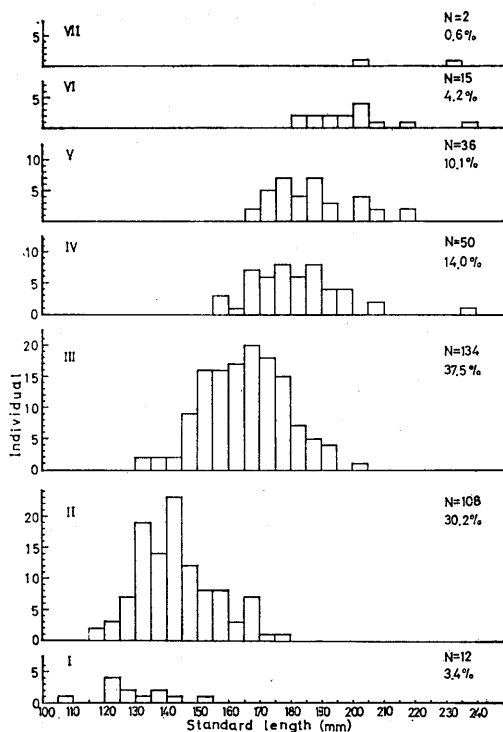 VII
N=2
0.6%
5
VI
N=15
4.2%
5
V
N=36
10.1%
10
5
IV
N=50
14.0%
10
5
0
III
N=134
37.5%
20
15
10
5
0
Individual
II
N=108
30.2%
20
15
10
5
0
I
N=12
3.4%
5
0
100 110 120 130 140 150 160 170 180 190 200 210 220 230 240
Standard length (mm)